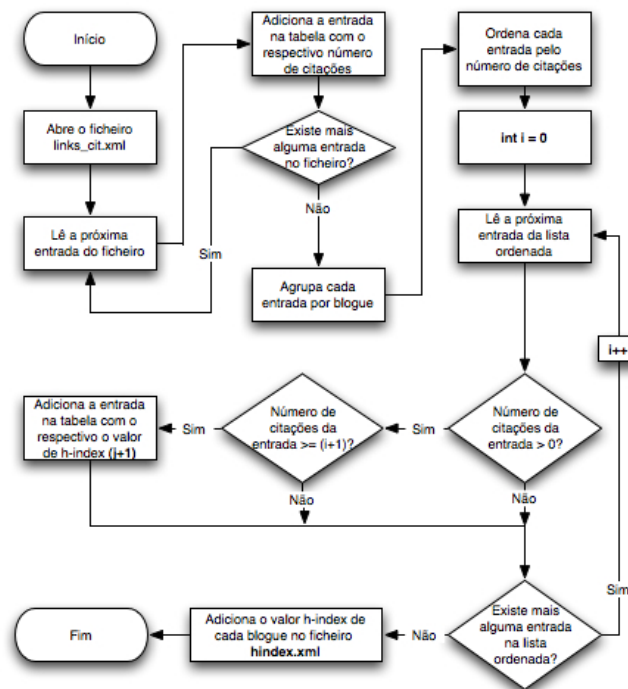 Início
Abre o ficheiro
links_cit.xml
Lê a próxima
entrada do ficheiro
Adiciona a entrada
na tabela com o
respectivo número
de citações
Existe mais
alguma entrada
no ficheiro?
Sim
Não
Agrupa cada
entrada por blogue
Ordena cada
entrada pelo
número de citações
int i = 0
Lê a próxima
entrada da lista
ordenada
i++
Número de
citações da
entrada > 0?
Sim
Não
Número de
citações da
entrada >= (i+1)?
Sim
Não
Adiciona a entrada
na tabela com o
respectivo o valor
de h-index (j+1)
Existe mais
alguma entrada
na lista
ordenada?
Sim
Não
Adiciona o valor h-index de
cada blogue no ficheiro
hindex.xml
Fim